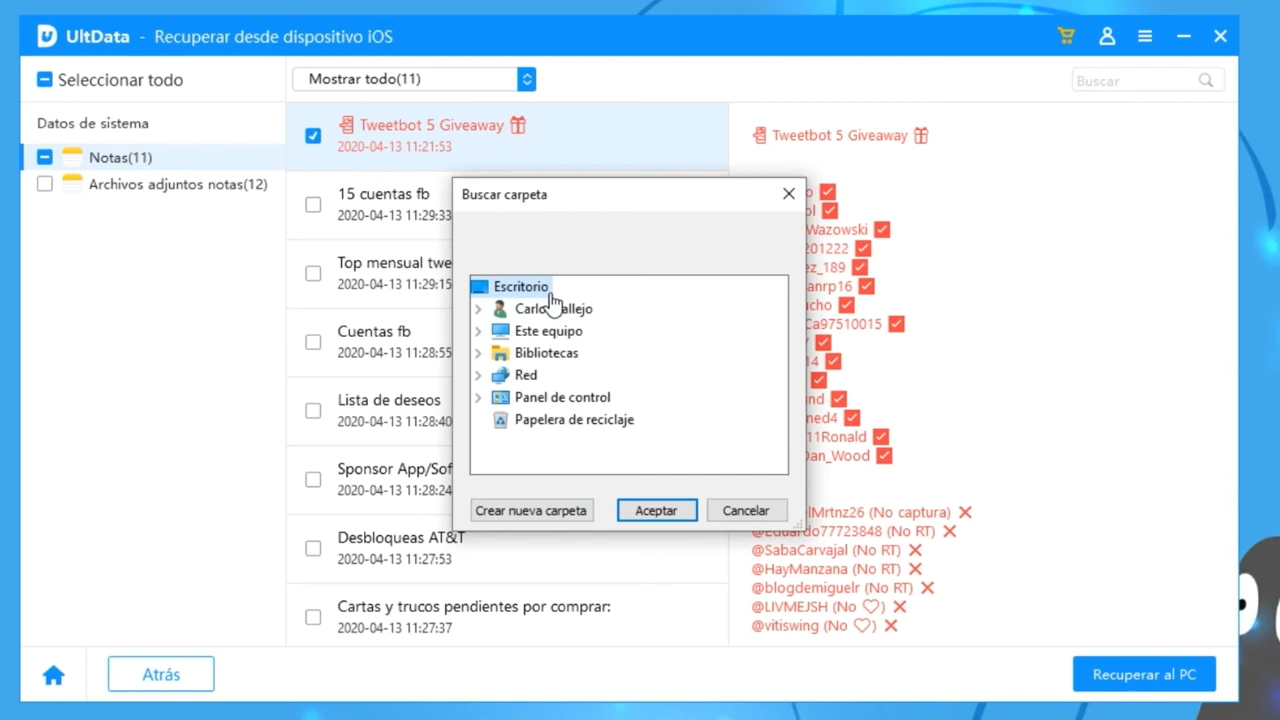 UltData - Recuperar desde dispositivo iOS
Seleccionar todo
Mostrar todo(11)
Buscar
Datos de sistema
Notas(11)
Archivos adjuntos notas(12)
Tweetbot 5 Giveaway
2020-04-13 11:21:53
15 cuentas fb
2020-04-13 11:29:33
Top mensual twe
2020-04-13 11:29:15
Cuentas fb
2020-04-13 11:28:55
Lista de deseos
2020-04-13 11:28:40
Sponsor App/Sof
2020-04-13 11:28:24
Desbloqueas AT&T
2020-04-13 11:27:53
Cartas y trucos pendientes por comprar:
2020-04-13 11:27:37
Buscar carpeta
Escritorio
Este equipo
Bibliotecas
Red
Panel de control
Papelera de reciclaje
Crear nueva carpeta
Aceptar
Cancelar
Tweetbot 5 Giveaway
Wazowski
201222
ez_189
anrp16
cho
Ca97510015
14
nd
ned4
11Ronald
Dan_Wood
lMrtnz26 (No captura)
@Eduardo77723848 (No RT)
@SabaCarvajal (No RT)
@HayManzana (No RT)
@blogdemiguelr (No RT)
@LIVMEJSH (No ♡)
@vitiswing (No ♡)
Atrás
Recuperar al PC